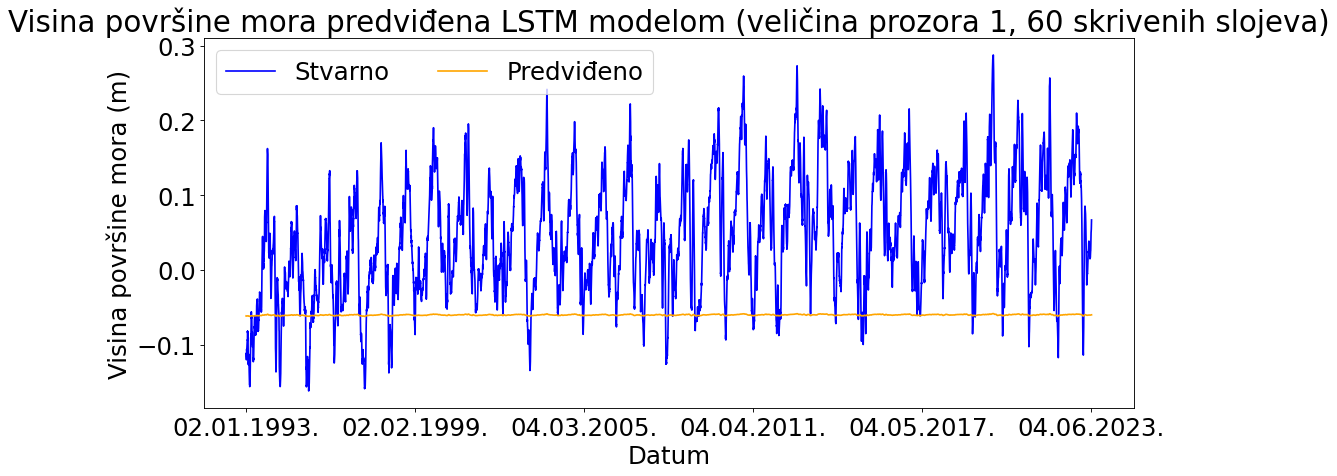 Visina površine mora predviđena LSTM modelom (veličina prozora 1, 60 skrivenih slojeva)
Stvarno
Predviđeno
Visina površine mora (m)
0.3
0.2
0.1
0.0
−0.1
02.01.1993.
02.02.1999.
04.03.2005.
04.04.2011.
04.05.2017.
04.06.2023.
Datum